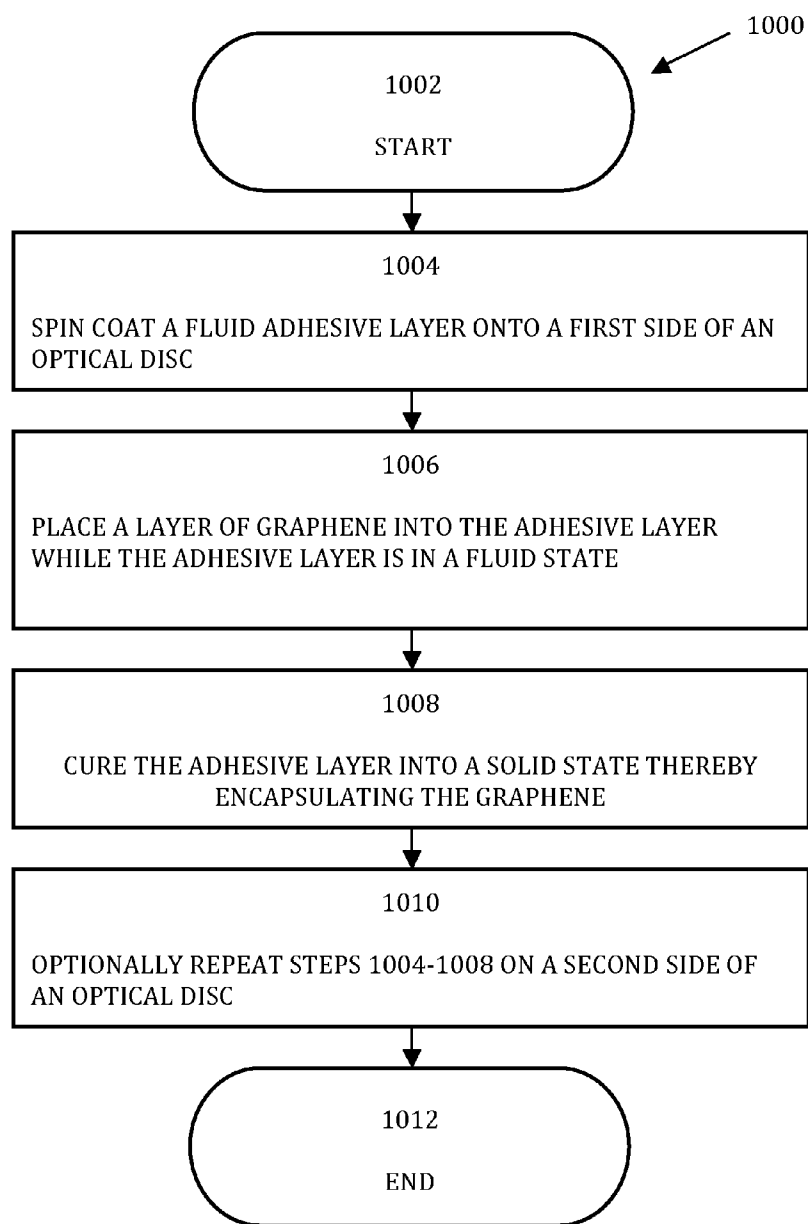 1000
1002
START
1004
SPIN COAT A FLUID ADHESIVE LAYER ONTO A FIRST SIDE OF AN
OPTICAL DISC
1006
PLACE A LAYER OF GRAPHENE INTO THE ADHESIVE LAYER
WHILE THE ADHESIVE LAYER IS IN A FLUID STATE
1008
CURE THE ADHESIVE LAYER INTO A SOLID STATE THEREBY
ENCAPSULATING THE GRAPHENE
1010
OPTIONALLY REPEAT STEPS 1004-1008 ON A SECOND SIDE OF
AN OPTICAL DISC
1012
END